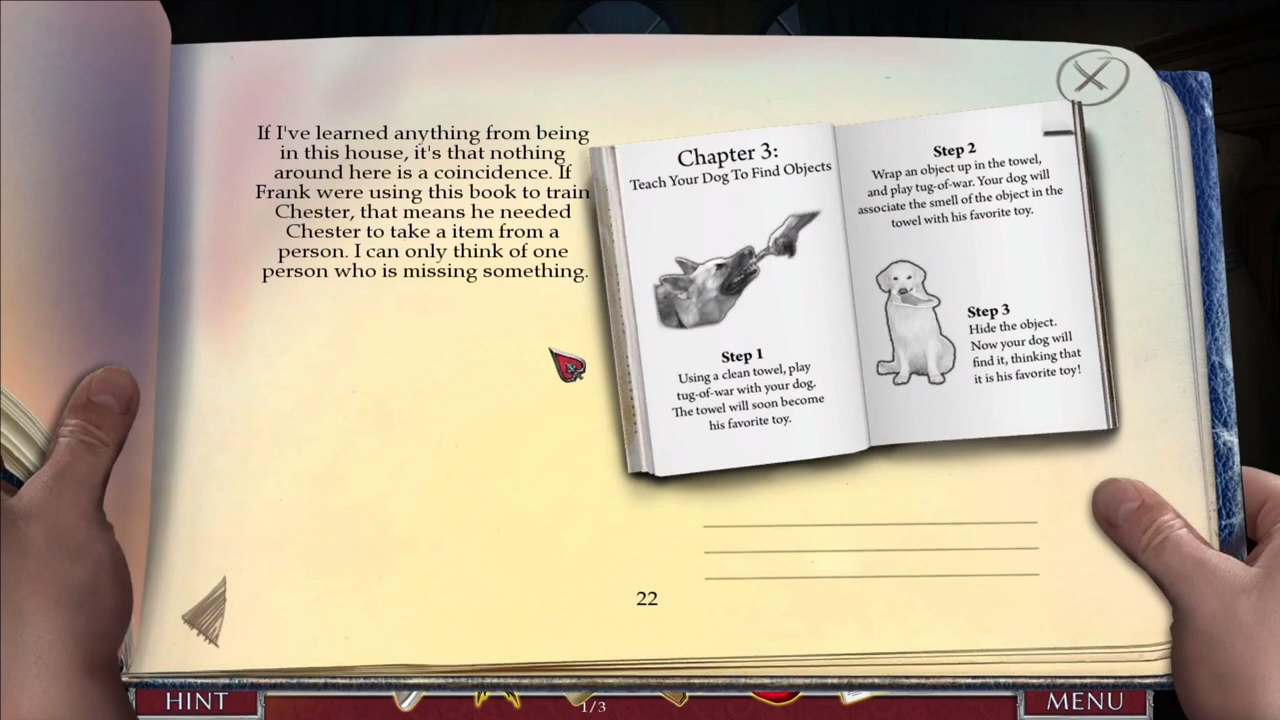 If I've learned anything from being
in this house, it's that nothing
around here is a coincidence. If
Frank were using this book to train
Chester, that means he needed
Chester to take a item from a
person. I can only think of one
person who is missing something.
Chapter 3:
Teach Your Dog To Find Objects
Step 1
Using a clean towel, play
tug-of-war with your dog.
The towel will soon become
his favorite toy.
Step 2
Wrap an object up in the towel,
and play tug-of-war. Your dog will
associate the smell of the object in the
towel with his favorite toy.
Step 3
Hide the object.
Now your dog will
find it, thinking that
it is his favorite toy!
22
HINT
1/3
MENU